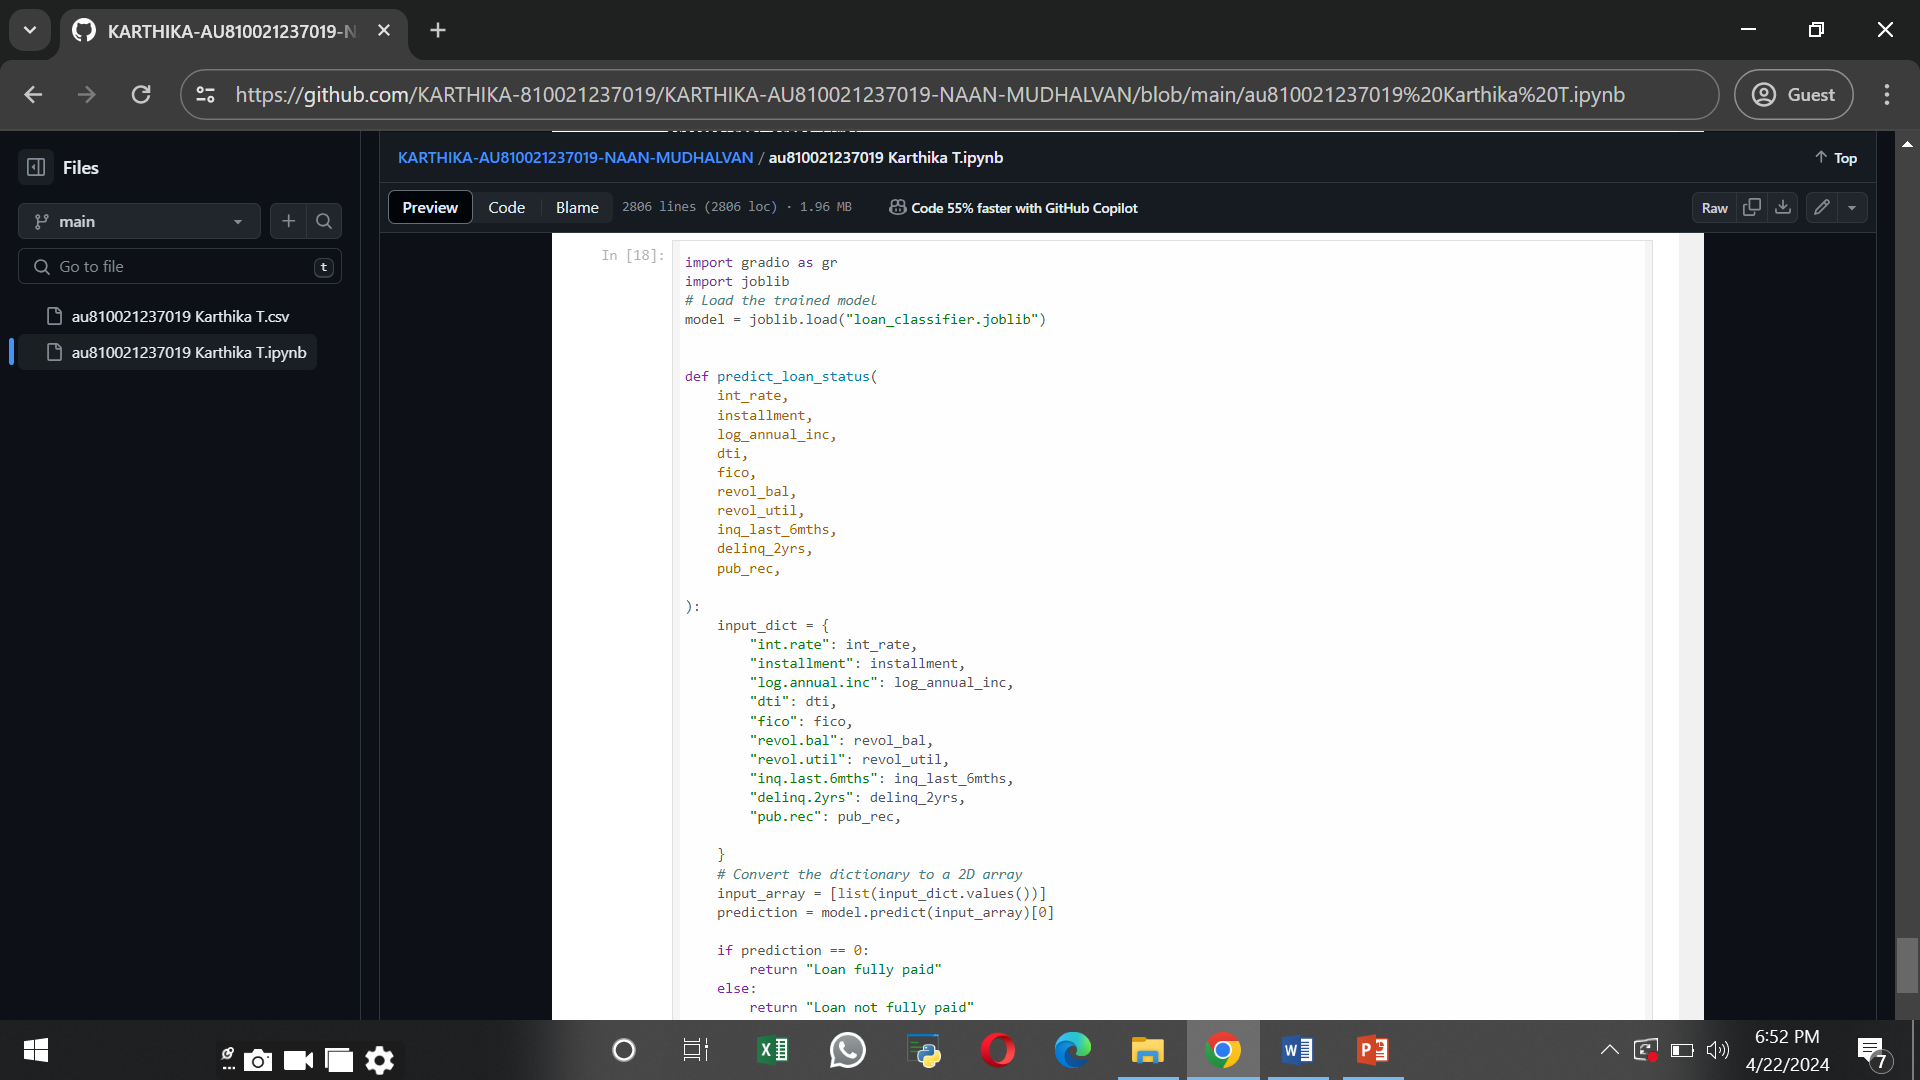 KARTHIKA-AU810021237019-N
https://github.com/KARTHIKA-810021237019/KARTHIKA-AU810021237019-NAAN-MUDHALVAN/blob/main/au810021237019%20Karthika%20T.ipynb
Guest
Files
KARTHIKA-AU810021237019-NAAN-MUDHALVAN / au810021237019 Karthika T.ipynb
Top
main
Preview Code Blame 2806 lines (2806 loc) · 1.96 MB Code 55% faster with GitHub Copilot Raw
Go to file t
au810021237019 Karthika T.csv
au810021237019 Karthika T.ipynb
In [18]:
import gradio as gr
import joblib
# Load the trained model
model = joblib.load("loan_classifier.joblib")
def predict_loan_status(
int_rate,
installment,
log_annual_inc,
dti,
fico,
revol_bal,
revol_util,
inq_last_6mths,
delinq_2yrs,
pub_rec,
):
input_dict = {
"int.rate": int_rate,
"installment": installment,
"log.annual.inc": log_annual_inc,
"dti": dti,
"fico": fico,
"revol.bal": revol_bal,
"revol.util": revol_util,
"inq.last.6mths": inq_last_6mths,
"delinq.2yrs": delinq_2yrs,
"pub.rec": pub_rec,
}
# Convert the dictionary to a 2D array
input_array = [list(input_dict.values())]
prediction = model.predict(input_array)[0]
if prediction == 0:
return "Loan fully paid"
else:
return "Loan not fully paid"
6:52 PM
4/22/2024
7